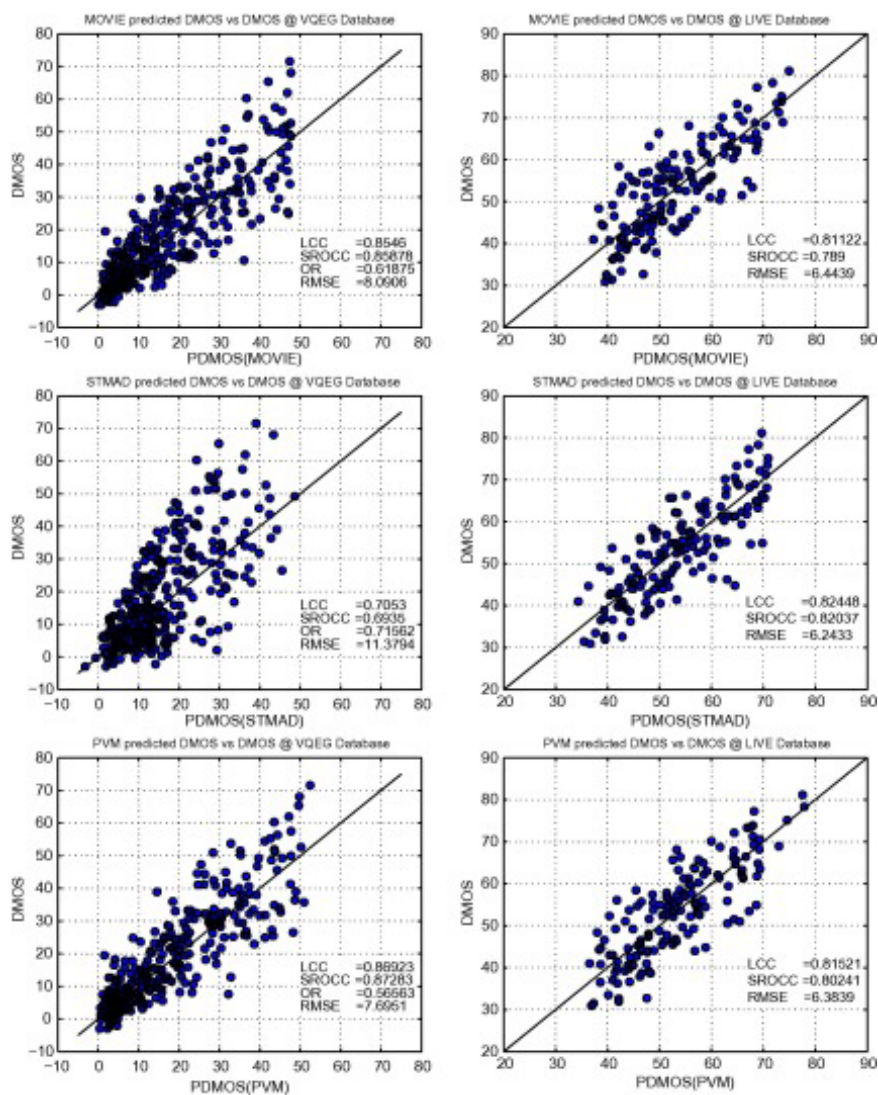 MOVIE predicted DMOS vs DMOS @ VQEG Database
80
70
60
50
40
30
20
10
0
−10
DMOS
LCC =0.8546
SROCC =0.85878
OR =0.61875
RMSE =8.0906
−10 0 10 20 30 40 50 60 70 80
PDMOS(MOVIE)
MOVIE predicted DMOS vs DMOS @ LIVE Database
90
80
70
60
50
40
30
20
DMOS
LCC =0.81122
SROCC =0.789
RMSE =6.4439
20 30 40 50 60 70 80 90
PDMOS(MOVIE)
STMAD predicted DMOS vs DMOS @ VQEG Database
80
70
60
50
40
30
20
10
0
−10
DMOS
LCC =0.7053
SROCC =0.6935
OR =0.71562
RMSE =11.3794
−10 0 10 20 30 40 50 60 70 80
PDMOS(STMAD)
STMAD predicted DMOS vs DMOS @ LIVE Database
90
80
70
60
50
40
30
20
DMOS
LCC =0.82448
SROCC =0.82037
RMSE =6.2433
20 30 40 50 60 70 80 90
PDMOS(STMAD)
PVM predicted DMOS vs DMOS @ VQEG Database
80
70
60
50
40
30
20
10
0
−10
DMOS
LCC =0.86923
SROCC =0.87283
OR =0.56563
RMSE =7.6951
−10 0 10 20 30 40 50 60 70 80
PDMOS(PVM)
PVM predicted DMOS vs DMOS @ LIVE Database
90
80
70
60
50
40
30
20
DMOS
LCC =0.81521
SROCC =0.80241
RMSE =6.3839
20 30 40 50 60 70 80 90
PDMOS(PVM)